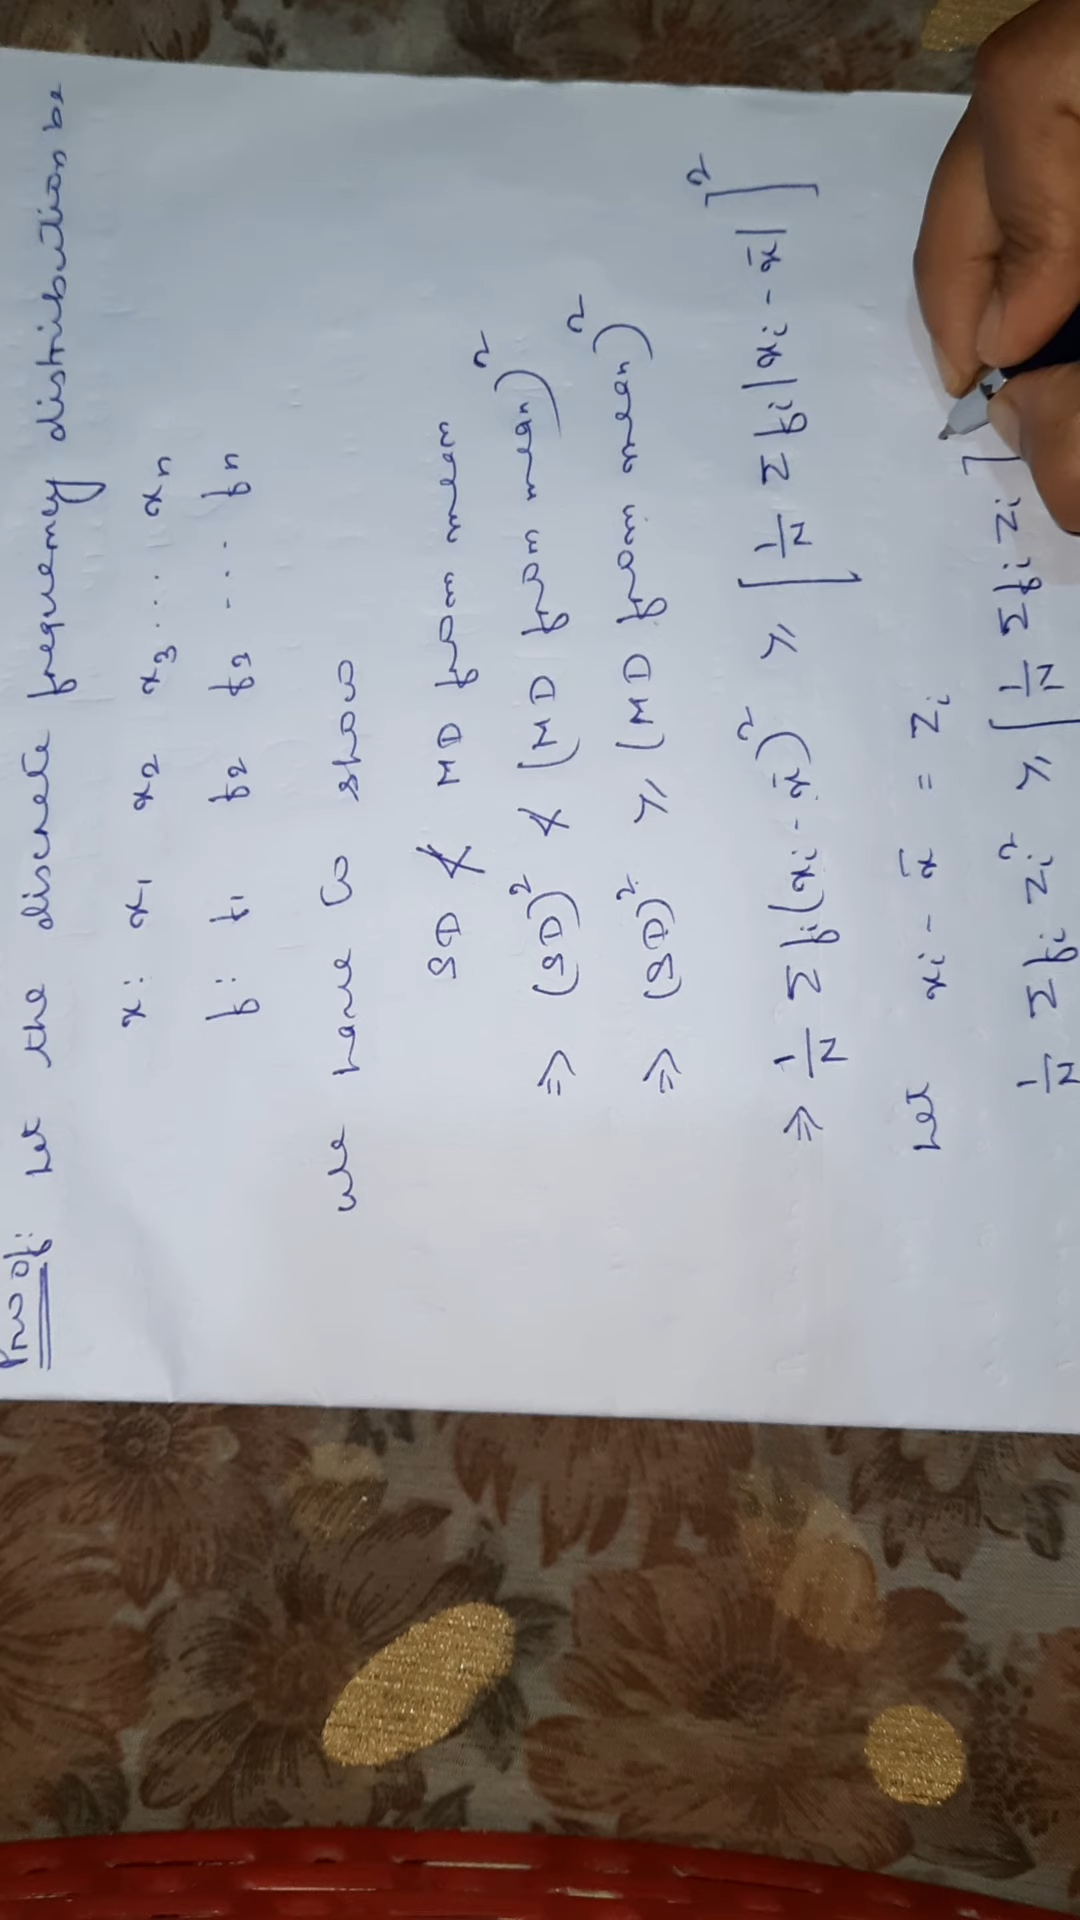 Proof: Let the discrete frequency distribution be
x: x₁ x₂ x₃ ... xₙ
f: f₁ f₂ f₃ .... fₙ
we have to show
SD ≮ MD from mean
⇒ (SD)² ≮ (MD from mean)²
⇒ (SD)² ≥ (MD from mean)²
⇒ 1/N Σ fᵢ(xᵢ - x̄)² ≥ [1/N Σ fᵢ|xᵢ - x̄|]²
Let xᵢ - x̄ = zᵢ
1/N Σ fᵢ zᵢ² ≥ [1/N Σ fᵢ zᵢ]